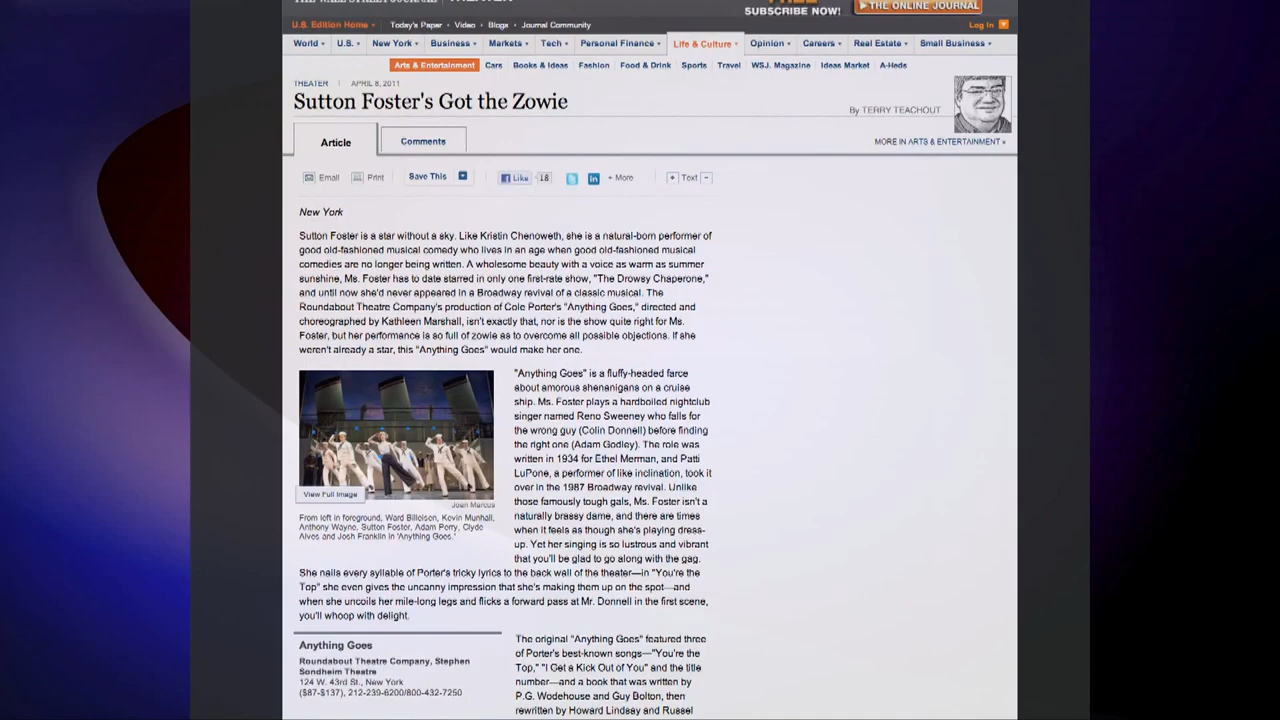 SUBSCRIBE NOW!
THE ONLINE JOURNAL
U.S. Edition Home
Today's Paper • Video • Blogs • Journal Community
Log In
World U.S. New York Business Markets Tech Personal Finance Life & Culture Opinion Careers Real Estate Small Business
Arts & Entertainment Cars Books & Ideas Fashion Food & Drink Sports Travel WSJ. Magazine Ideas Market A-Heds
THEATER | APRIL 8, 2011
Sutton Foster's Got the Zowie
By TERRY TEACHOUT
Article Comments
MORE IN ARTS & ENTERTAINMENT »
Email Print Save This Like 18 + More + Text -
New York
Sutton Foster is a star without a sky. Like Kristin Chenoweth, she is a natural-born performer of
good old-fashioned musical comedy who lives in an age when good old-fashioned musical
comedies are no longer being written. A wholesome beauty with a voice as warm as summer
sunshine, Ms. Foster has to date starred in only one first-rate show, "The Drowsy Chaperone,"
and until now she'd never appeared in a Broadway revival of a classic musical. The
Roundabout Theatre Company's production of Cole Porter's "Anything Goes," directed and
choreographed by Kathleen Marshall, isn't exactly that, nor is the show quite right for Ms.
Foster, but her performance is so full of zowie as to overcome all possible objections. If she
weren't already a star, this "Anything Goes" would make her one.
"Anything Goes" is a fluffy-headed farce
about amorous shenanigans on a cruise
ship. Ms. Foster plays a hardboiled nightclub
singer named Reno Sweeney who falls for
the wrong guy (Colin Donnell) before finding
the right one (Adam Godley). The role was
written in 1934 for Ethel Merman, and Patti
LuPone, a performer of like inclination, took it
over in the 1987 Broadway revival. Unlike
those famously tough gals, Ms. Foster isn't a
naturally brassy dame, and there are times
when it feels as though she's playing dress-
up. Yet her singing is so lustrous and vibrant
that you'll be glad to go along with the gag.
View Full Image
Joan Marcus
From left in foreground, Ward Billeisen, Kevin Munhall,
Anthony Wayne, Sutton Foster, Adam Perry, Clyde
Alves and Josh Franklin in 'Anything Goes.'
She nails every syllable of Porter's tricky lyrics to the back wall of the theater—in "You're the
Top" she even gives the uncanny impression that she's making them up on the spot—and
when she uncoils her mile-long legs and flicks a forward pass at Mr. Donnell in the first scene,
you'll whoop with delight.
Anything Goes
Roundabout Theatre Company, Stephen
Sondheim Theatre
124 W. 43rd St., New York
($87-$137), 212-239-6200/800-432-7250
The original "Anything Goes" featured three
of Porter's best-known songs—"You're the
Top," "I Get a Kick Out of You" and the title
number—and a book that was written by
P.G. Wodehouse and Guy Bolton, then
rewritten by Howard Lindsay and Russel